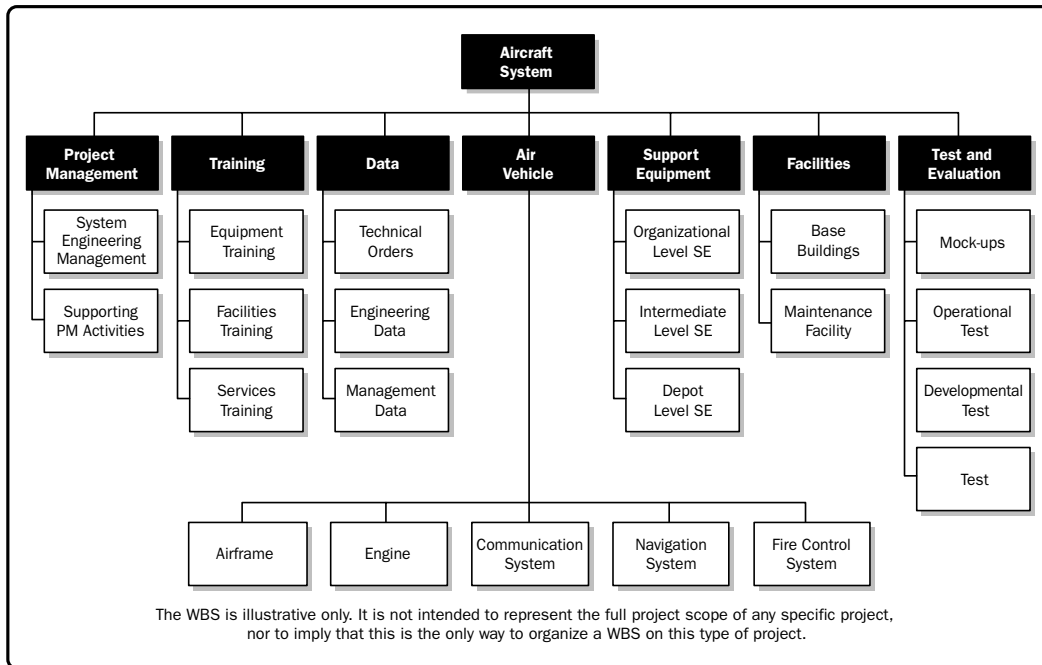 Aircraft
System
Project
Management
Training
Data
Air
Vehicle
Support
Equipment
Facilities
Test and
Evaluation
System
Engineering
Management
Equipment
Training
Technical
Orders
Organizational
Level SE
Base
Buildings
Mock-ups
Supporting
PM Activities
Facilities
Training
Engineering
Data
Intermediate
Level SE
Maintenance
Facility
Operational
Test
Services
Training
Management
Data
Depot
Level SE
Developmental
Test
Test
Airframe
Engine
Communication
System
Navigation
System
Fire Control
System
The WBS is illustrative only. It is not intended to represent the full project scope of any specific project,
nor to imply that this is the only way to organize a WBS on this type of project.